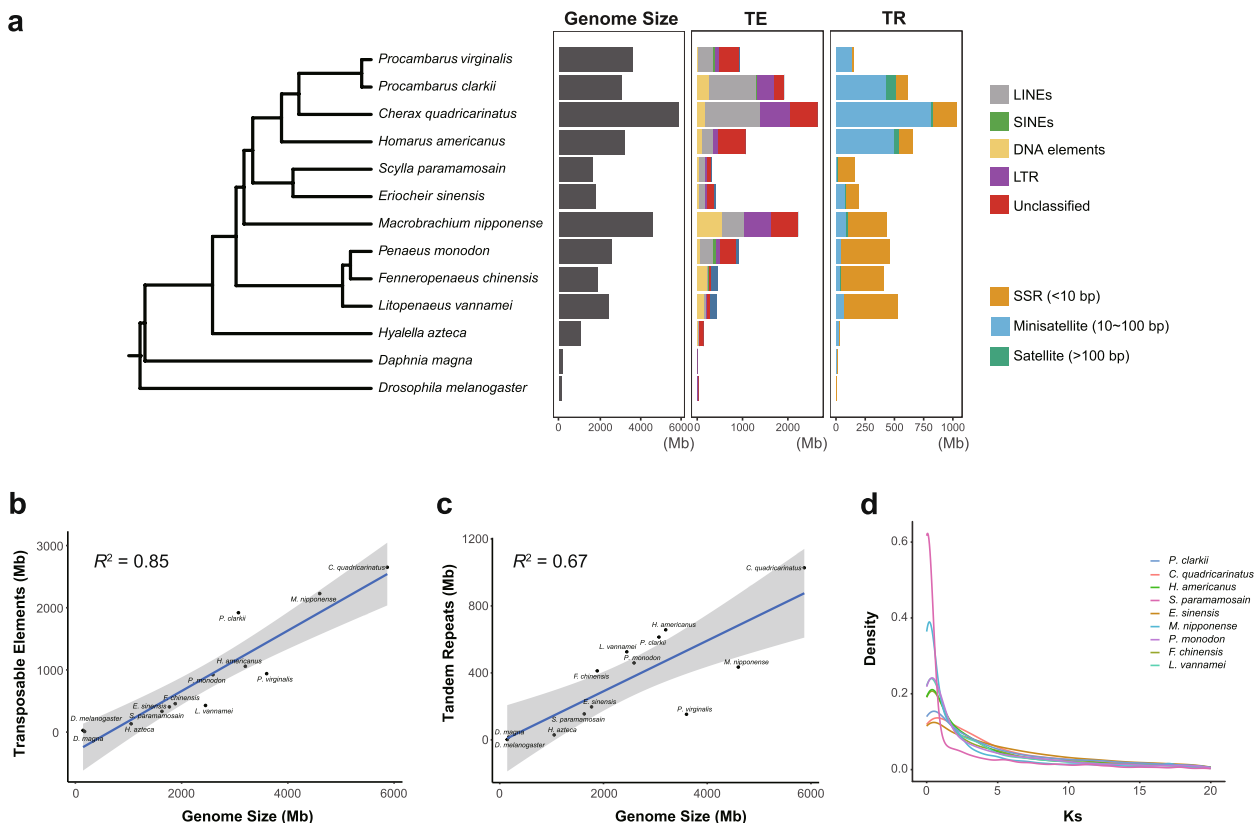 a
Genome Size TE TR
Procambarus virginalis
Procambarus clarkii
Cherax quadricarinatus
Homarus americanus
Scylla paramamosain
Eriocheir sinensis
Macrobrachium nipponense
Penaeus monodon
Fenneropenaeus chinensis
Litopenaeus vannamei
Hyalella azteca
Daphnia magna
Drosophila melanogaster
0 2000 4000 6000
(Mb)
0 1000 2000
(Mb)
0 250 500 750 1000
(Mb)
LINEs
SINEs
DNA elements
LTR
Unclassified
SSR (<10 bp)
Minisatellite (10~100 bp)
Satellite (>100 bp)
b
R² = 0.85
Transposable Elements (Mb)
3000
2000
1000
0
C. quadricarinatus
M. nipponense
P. clarkii
H. americanus
P. monodon
P. virginalis
F. chinensis
E. sinensis
L. vannamei
S. paramamosain
D. melanogaster
H. azteca
D. magna
0 2000 4000 6000
Genome Size (Mb)
c
R² = 0.67
Tandem Repeats (Mb)
1200
800
400
0
C. quadricarinatus
H. americanus
P. clarkii
L. vannamei
P. monodon
M. nipponense
F. chinensis
E. sinensis
S. paramamosain
P. virginalis
D. magna
H. azteca
D. melanogaster
0 2000 4000 6000
Genome Size (Mb)
d
Density
0.6
0.4
0.2
0.0
P. clarkii
C. quadricarinatus
H. americanus
S. paramamosain
E. sinensis
M. nipponense
P. monodon
F. chinensis
L. vannamei
0 5 10 15 20
Ks